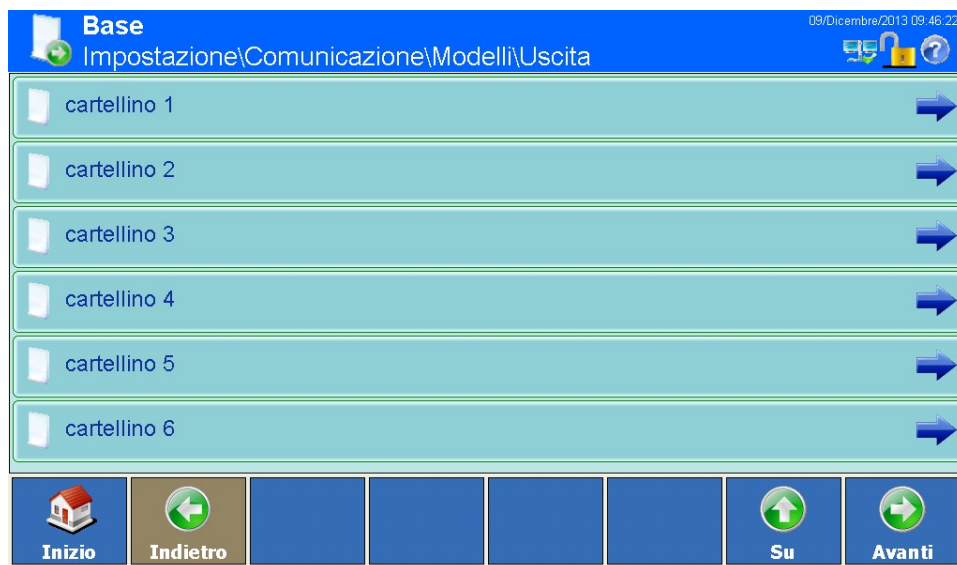 Base
09/Dicembre/2013 09:46:22
Impostazione\Comunicazione\Modelli\Uscita
cartellino 1
cartellino 2
cartellino 3
cartellino 4
cartellino 5
cartellino 6
Inizio
Indietro
Su
Avanti